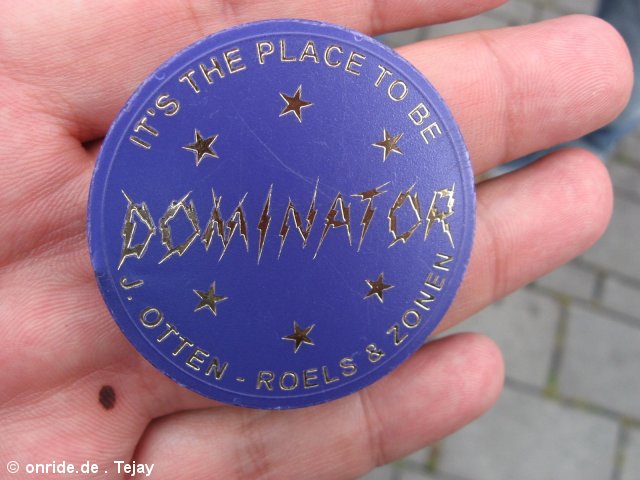 IT'S THE PLACE TO BE
DOMINATOR
J. OTTEN - ROELS & ZONEN
© onride.de . Tejay